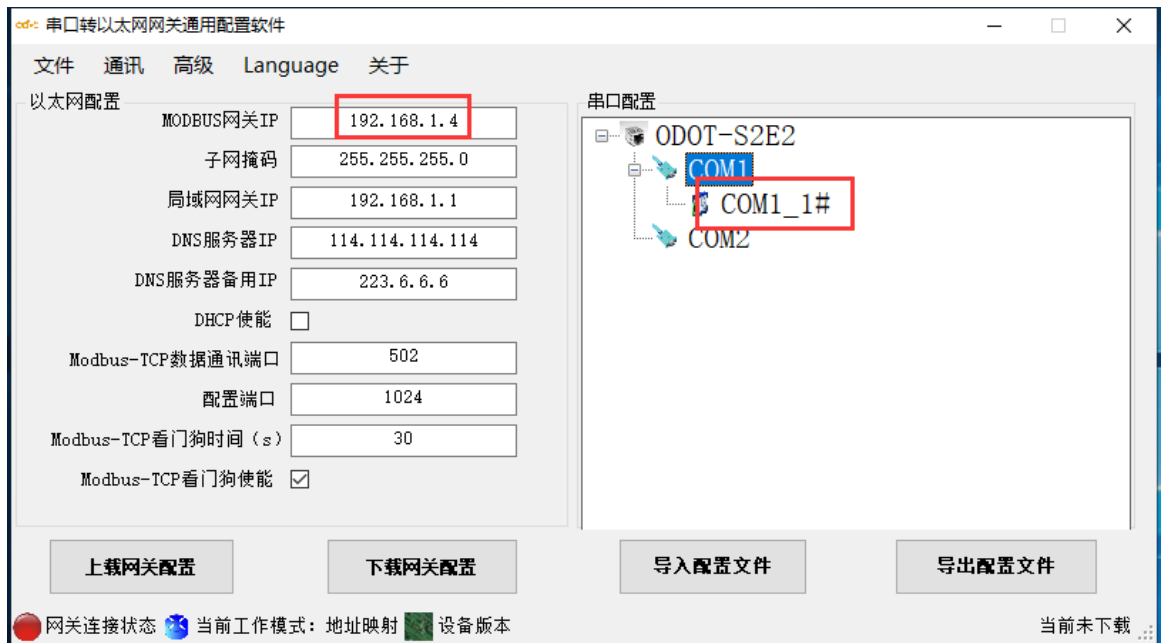 串口转以太网网关通用配置软件
文件 通讯 高级 Language 关于
以太网配置
MODBUS网关IP 192.168.1.4
子网掩码 255.255.255.0
局域网网关IP 192.168.1.1
DNS服务器IP 114.114.114.114
DNS服务器备用IP 223.6.6.6
DHCP使能
Modbus-TCP数据通讯端口 502
配置端口 1024
Modbus-TCP看门狗时间（s） 30
Modbus-TCP看门狗使能
串口配置
ODOT-S2E2
COM1
COM1_1#
COM2
上载网关配置 下载网关配置 导入配置文件 导出配置文件
网关连接状态 当前工作模式：地址映射 设备版本 当前未下载